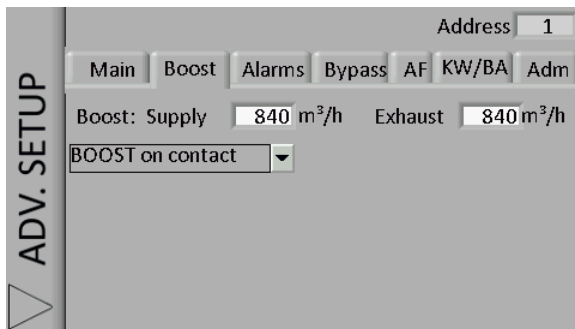 Address 1
Main Boost Alarms Bypass AF KW/BA Adm
Boost: Supply 840 m³/h Exhaust 840 m³/h
BOOST on contact
ADV. SETUP